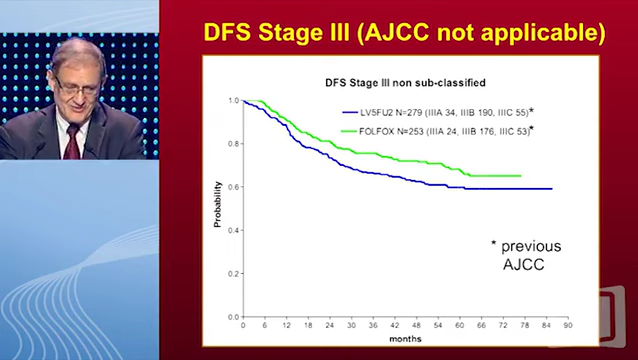 DFS Stage III (AJCC not applicable)
DFS Stage III non sub-classified
LV5FU2 N=279 (IIIA 34, IIIB 190, IIIC 55)*
FOLFOX N=253 (IIIA 24, IIIB 176, IIIC 53)*
1.0
0.8
0.6
0.4
0.2
0.0
Probability
* previous
AJCC
0 6 12 18 24 30 36 42 48 54 60 66 72 78 84 90
months